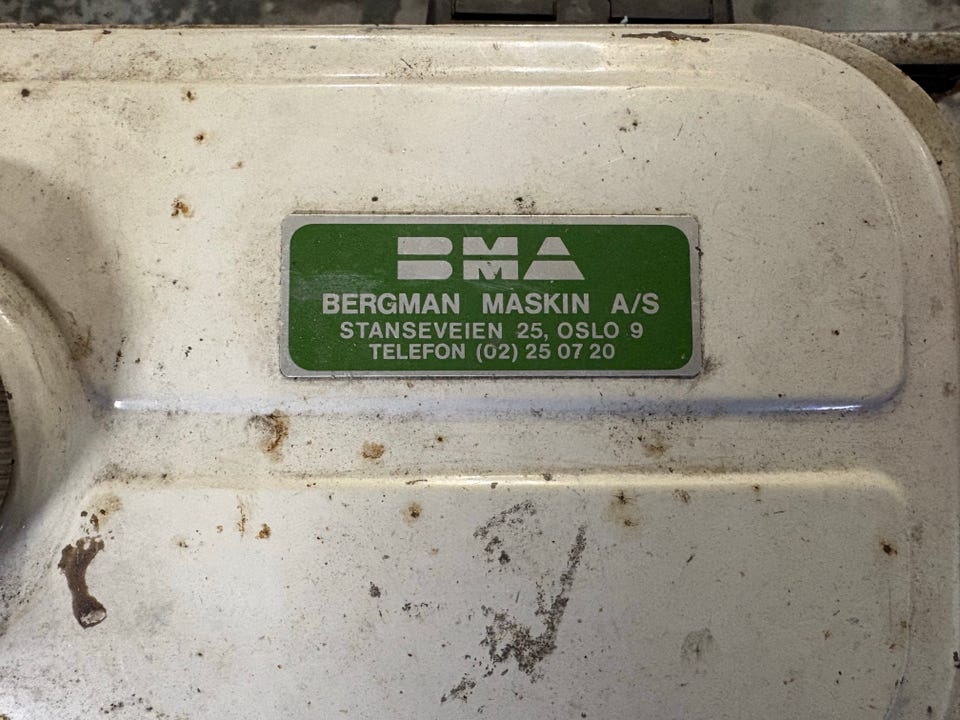 BMA
BERGMAN MASKIN A/S
STANSEVEIEN 25, OSLO 9
TELEFON (02) 25 07 20